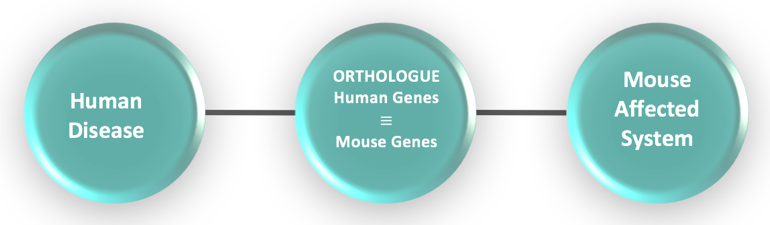 Human
Disease
ORTHOLOGUE
Human Genes
≡
Mouse Genes
Mouse
Affected
System